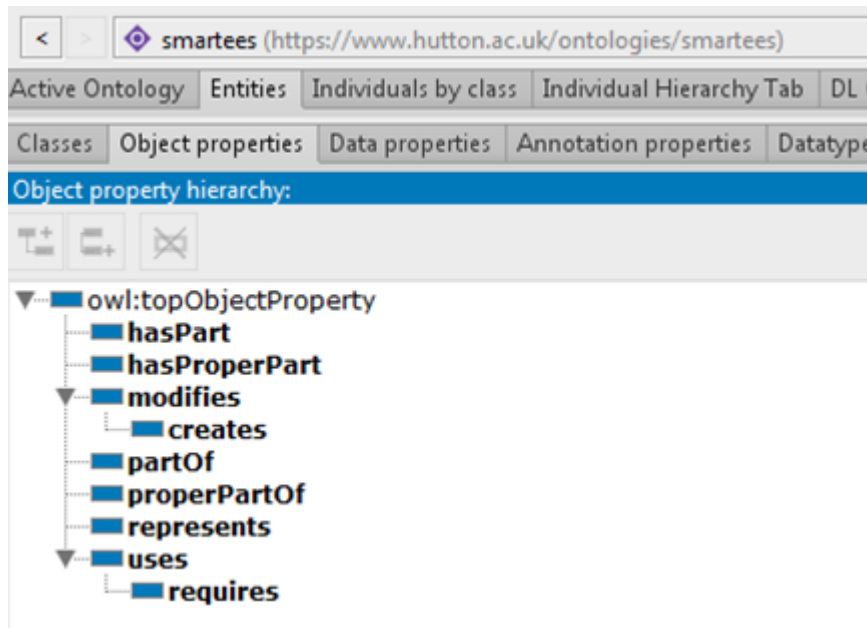 < > smartees (https://www.hutton.ac.uk/ontologies/smartees)
Active Ontology Entities Individuals by class Individual Hierarchy Tab DL
Classes Object properties Data properties Annotation properties Datatype
Object property hierarchy:
owl:topObjectProperty
hasPart
hasProperPart
modifies
creates
partOf
properPartOf
represents
uses
requires